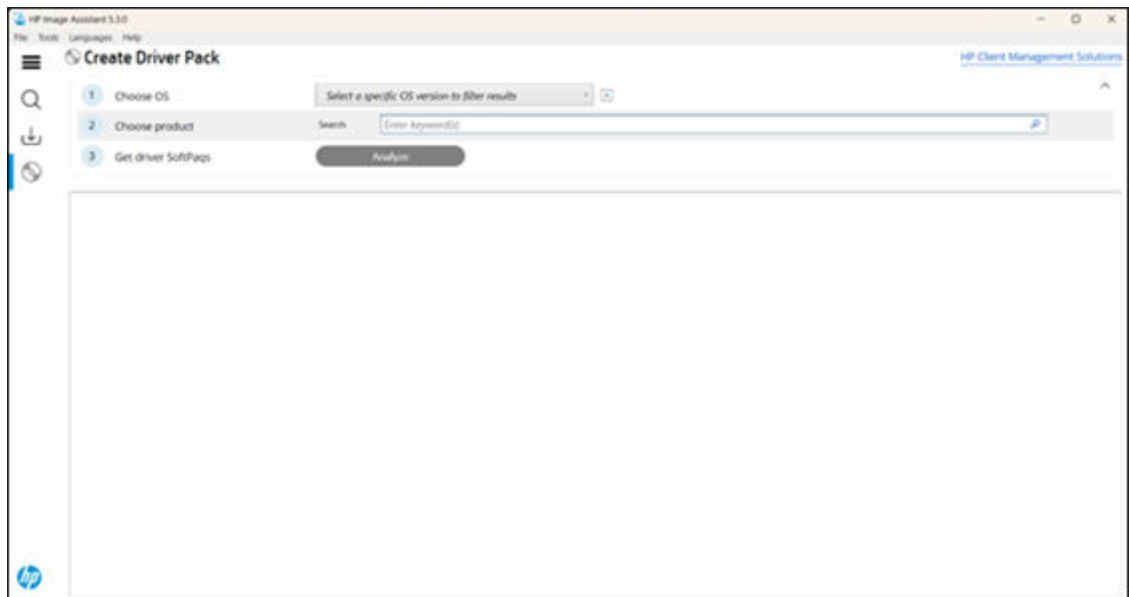 HP Image Assistant 5.3.0
File Tools Languages Help
Create Driver Pack
HP Client Management Solutions
1 Choose OS Select a specific OS version to filter results
2 Choose product Search Enter keyword(s)
3 Get driver SoftPaqs Analyze
hp